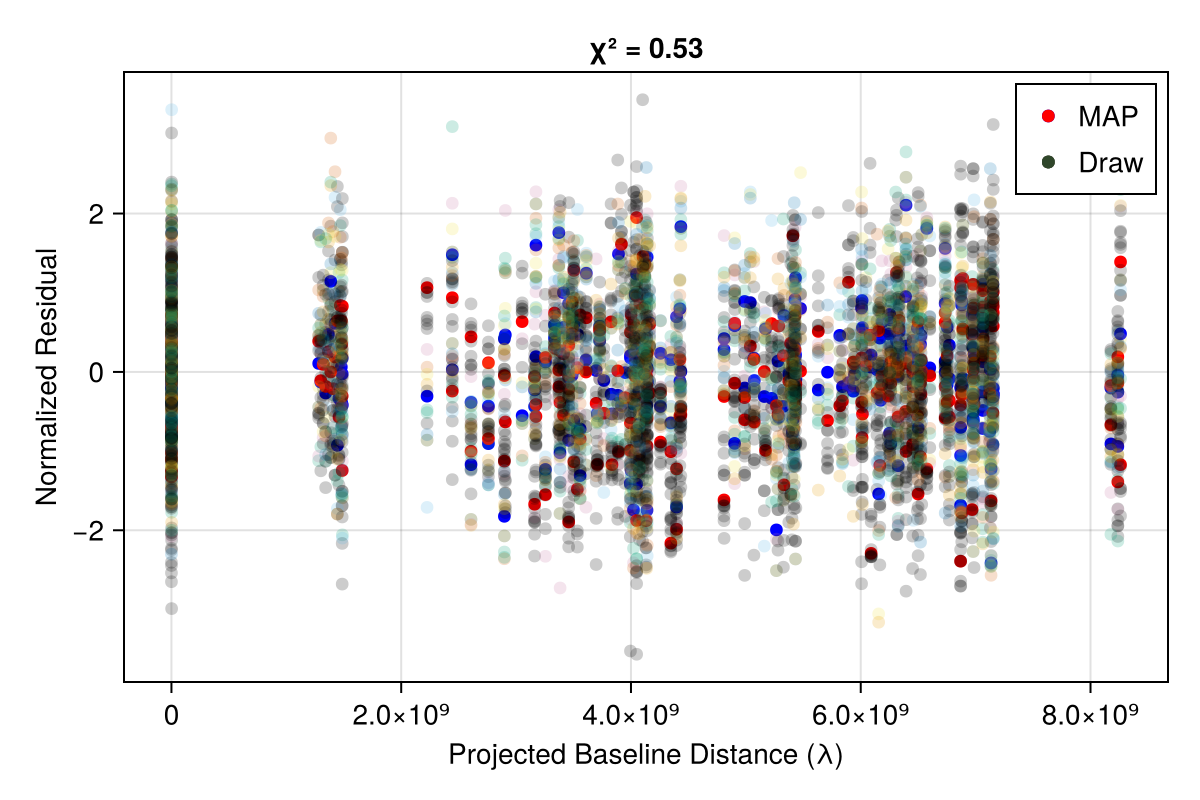 χ² = 0.53
MAP
Draw
Normalized Residual
2
0
−2
0
2.0×10⁹
4.0×10⁹
6.0×10⁹
8.0×10⁹
Projected Baseline Distance (λ)